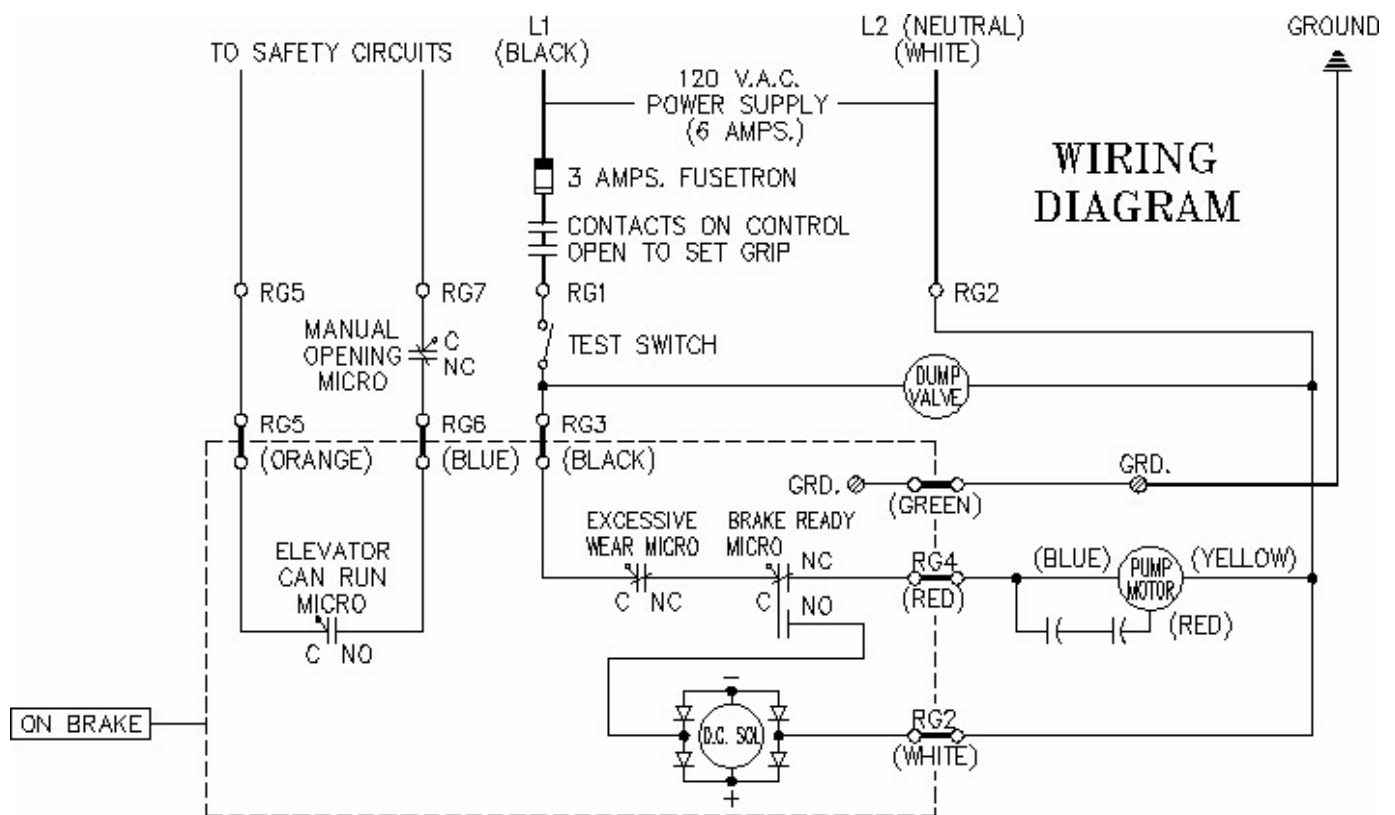 TO SAFETY CIRCUITS
L1
(BLACK)
L2 (NEUTRAL)
(WHITE)
GROUND
120 V.A.C.
POWER SUPPLY
(6 AMPS.)
WIRING
DIAGRAM
3 AMPS. FUSETRON
CONTACTS ON CONTROL
OPEN TO SET GRIP
RG5
RG7
RG1
RG2
MANUAL
OPENING
MICRO
C
NC
TEST SWITCH
DUMP
VALVE
RG5
(ORANGE)
RG6
(BLUE)
RG3
(BLACK)
GRD.
(GREEN)
GRD.
EXCESSIVE
WEAR MICRO
C NC
BRAKE READY
MICRO
NC
C
NO
RG4
(RED)
(BLUE)
PUMP
MOTOR
(YELLOW)
(RED)
ELEVATOR
CAN RUN
MICRO
C NO
ON BRAKE
−
D.C. SOL
+
RG2
(WHITE)